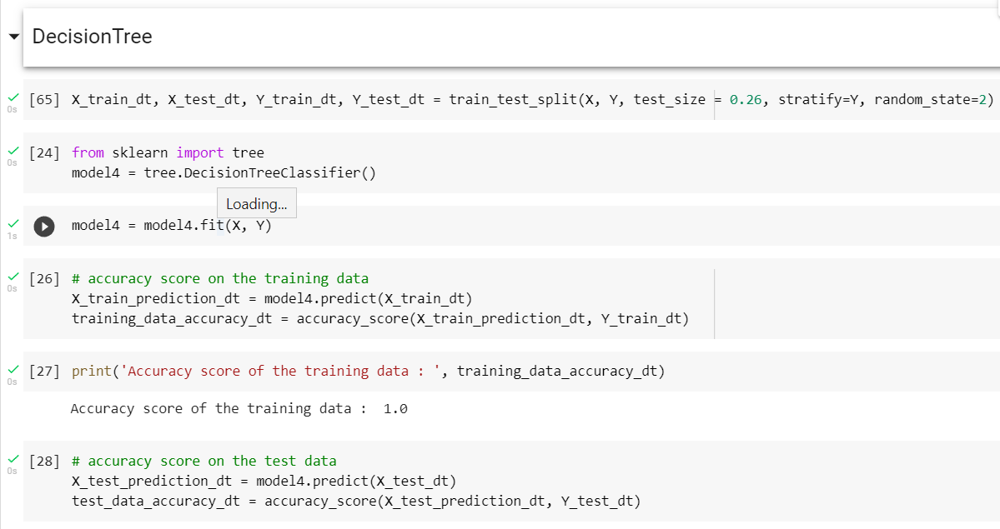 DecisionTree
0s [65] X_train_dt, X_test_dt, Y_train_dt, Y_test_dt = train_test_split(X, Y, test_size = 0.26, stratify=Y, random_state=2)
0s [24] from sklearn import tree
model4 = tree.DecisionTreeClassifier()
Loading...
1s model4 = model4.fit(X, Y)
0s [26] # accuracy score on the training data
X_train_prediction_dt = model4.predict(X_train_dt)
training_data_accuracy_dt = accuracy_score(X_train_prediction_dt, Y_train_dt)
0s [27] print('Accuracy score of the training data : ', training_data_accuracy_dt)
Accuracy score of the training data :  1.0
0s [28] # accuracy score on the test data
X_test_prediction_dt = model4.predict(X_test_dt)
test_data_accuracy_dt = accuracy_score(X_test_prediction_dt, Y_test_dt)